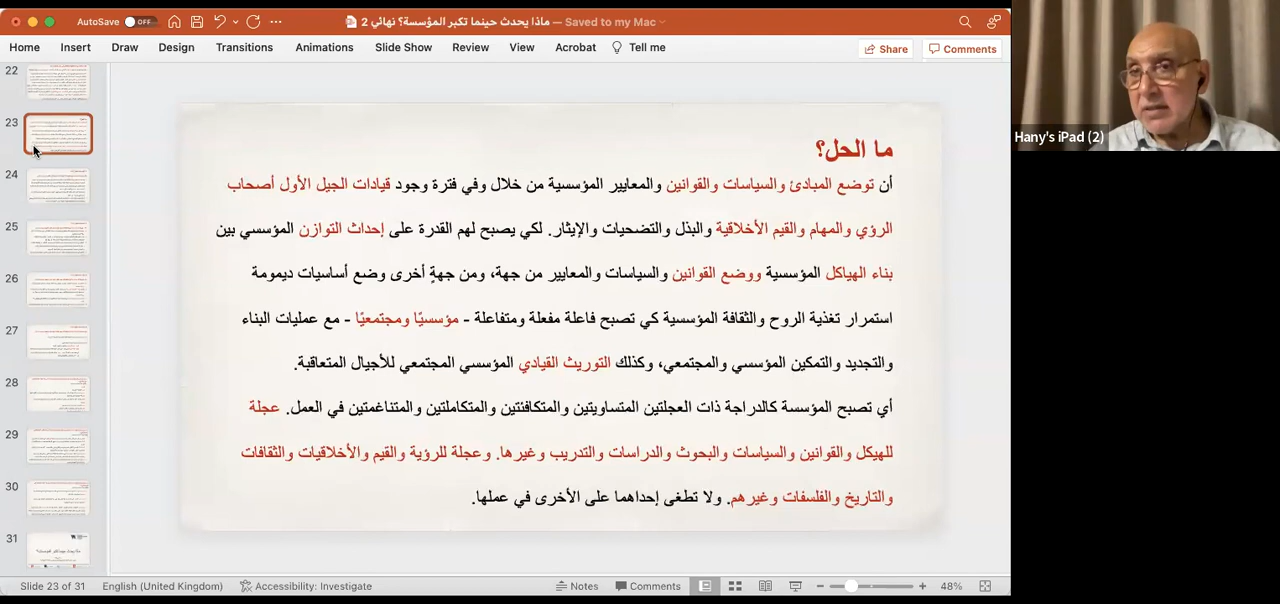 AutoSave OFF
ماذا يحدث حينما تكبر المؤسسة؟ نهائي 2 — Saved to my Mac
Home Insert Draw Design Transitions Animations Slide Show Review View Acrobat Tell me
Share Comments
Hany's iPad (2)
22
23
24
25
26
27
28
29
30
31
ما الحل؟
أن توضع المبادئ والسياسات والقوانين والمعايير المؤسسية من خلال وفي فترة وجود قيادات الجيل الأول أصحاب
الرؤي والمهام والقيم الأخلاقية والبذل والتضحيات والإيثار. لكي يصبح لهم القدرة على إحداث التوازن المؤسسي بين
بناء الهياكل المؤسسية ووضع القوانين والسياسات والمعايير من جهة، ومن جهةٍ أخرى وضع أساسيات ديمومة
استمرار تغذية الروح والثقافة المؤسسية كي تصبح فاعلة مفعلة ومتفاعلة - مؤسسيًا ومجتمعيًا - مع عمليات البناء
والتجديد والتمكين المؤسسي والمجتمعي، وكذلك التوريث القيادي المؤسسي المجتمعي للأجيال المتعاقبة.
أي تصبح المؤسسة كالدراجة ذات العجلتين المتساويتين والمتكافئتين والمتكاملتين والمتناغمتين في العمل. عجلة
للهيكل والقوانين والسياسات والبحوث والدراسات والتدريب وغيرها. وعجلة للرؤية والقيم والأخلاقيات والثقافات
والتاريخ والفلسفات وغيرهم. ولا تطغى إحداهما على الأخرى في عملها.
Slide 23 of 31 English (United Kingdom) Accessibility: Investigate Notes Comments 48%